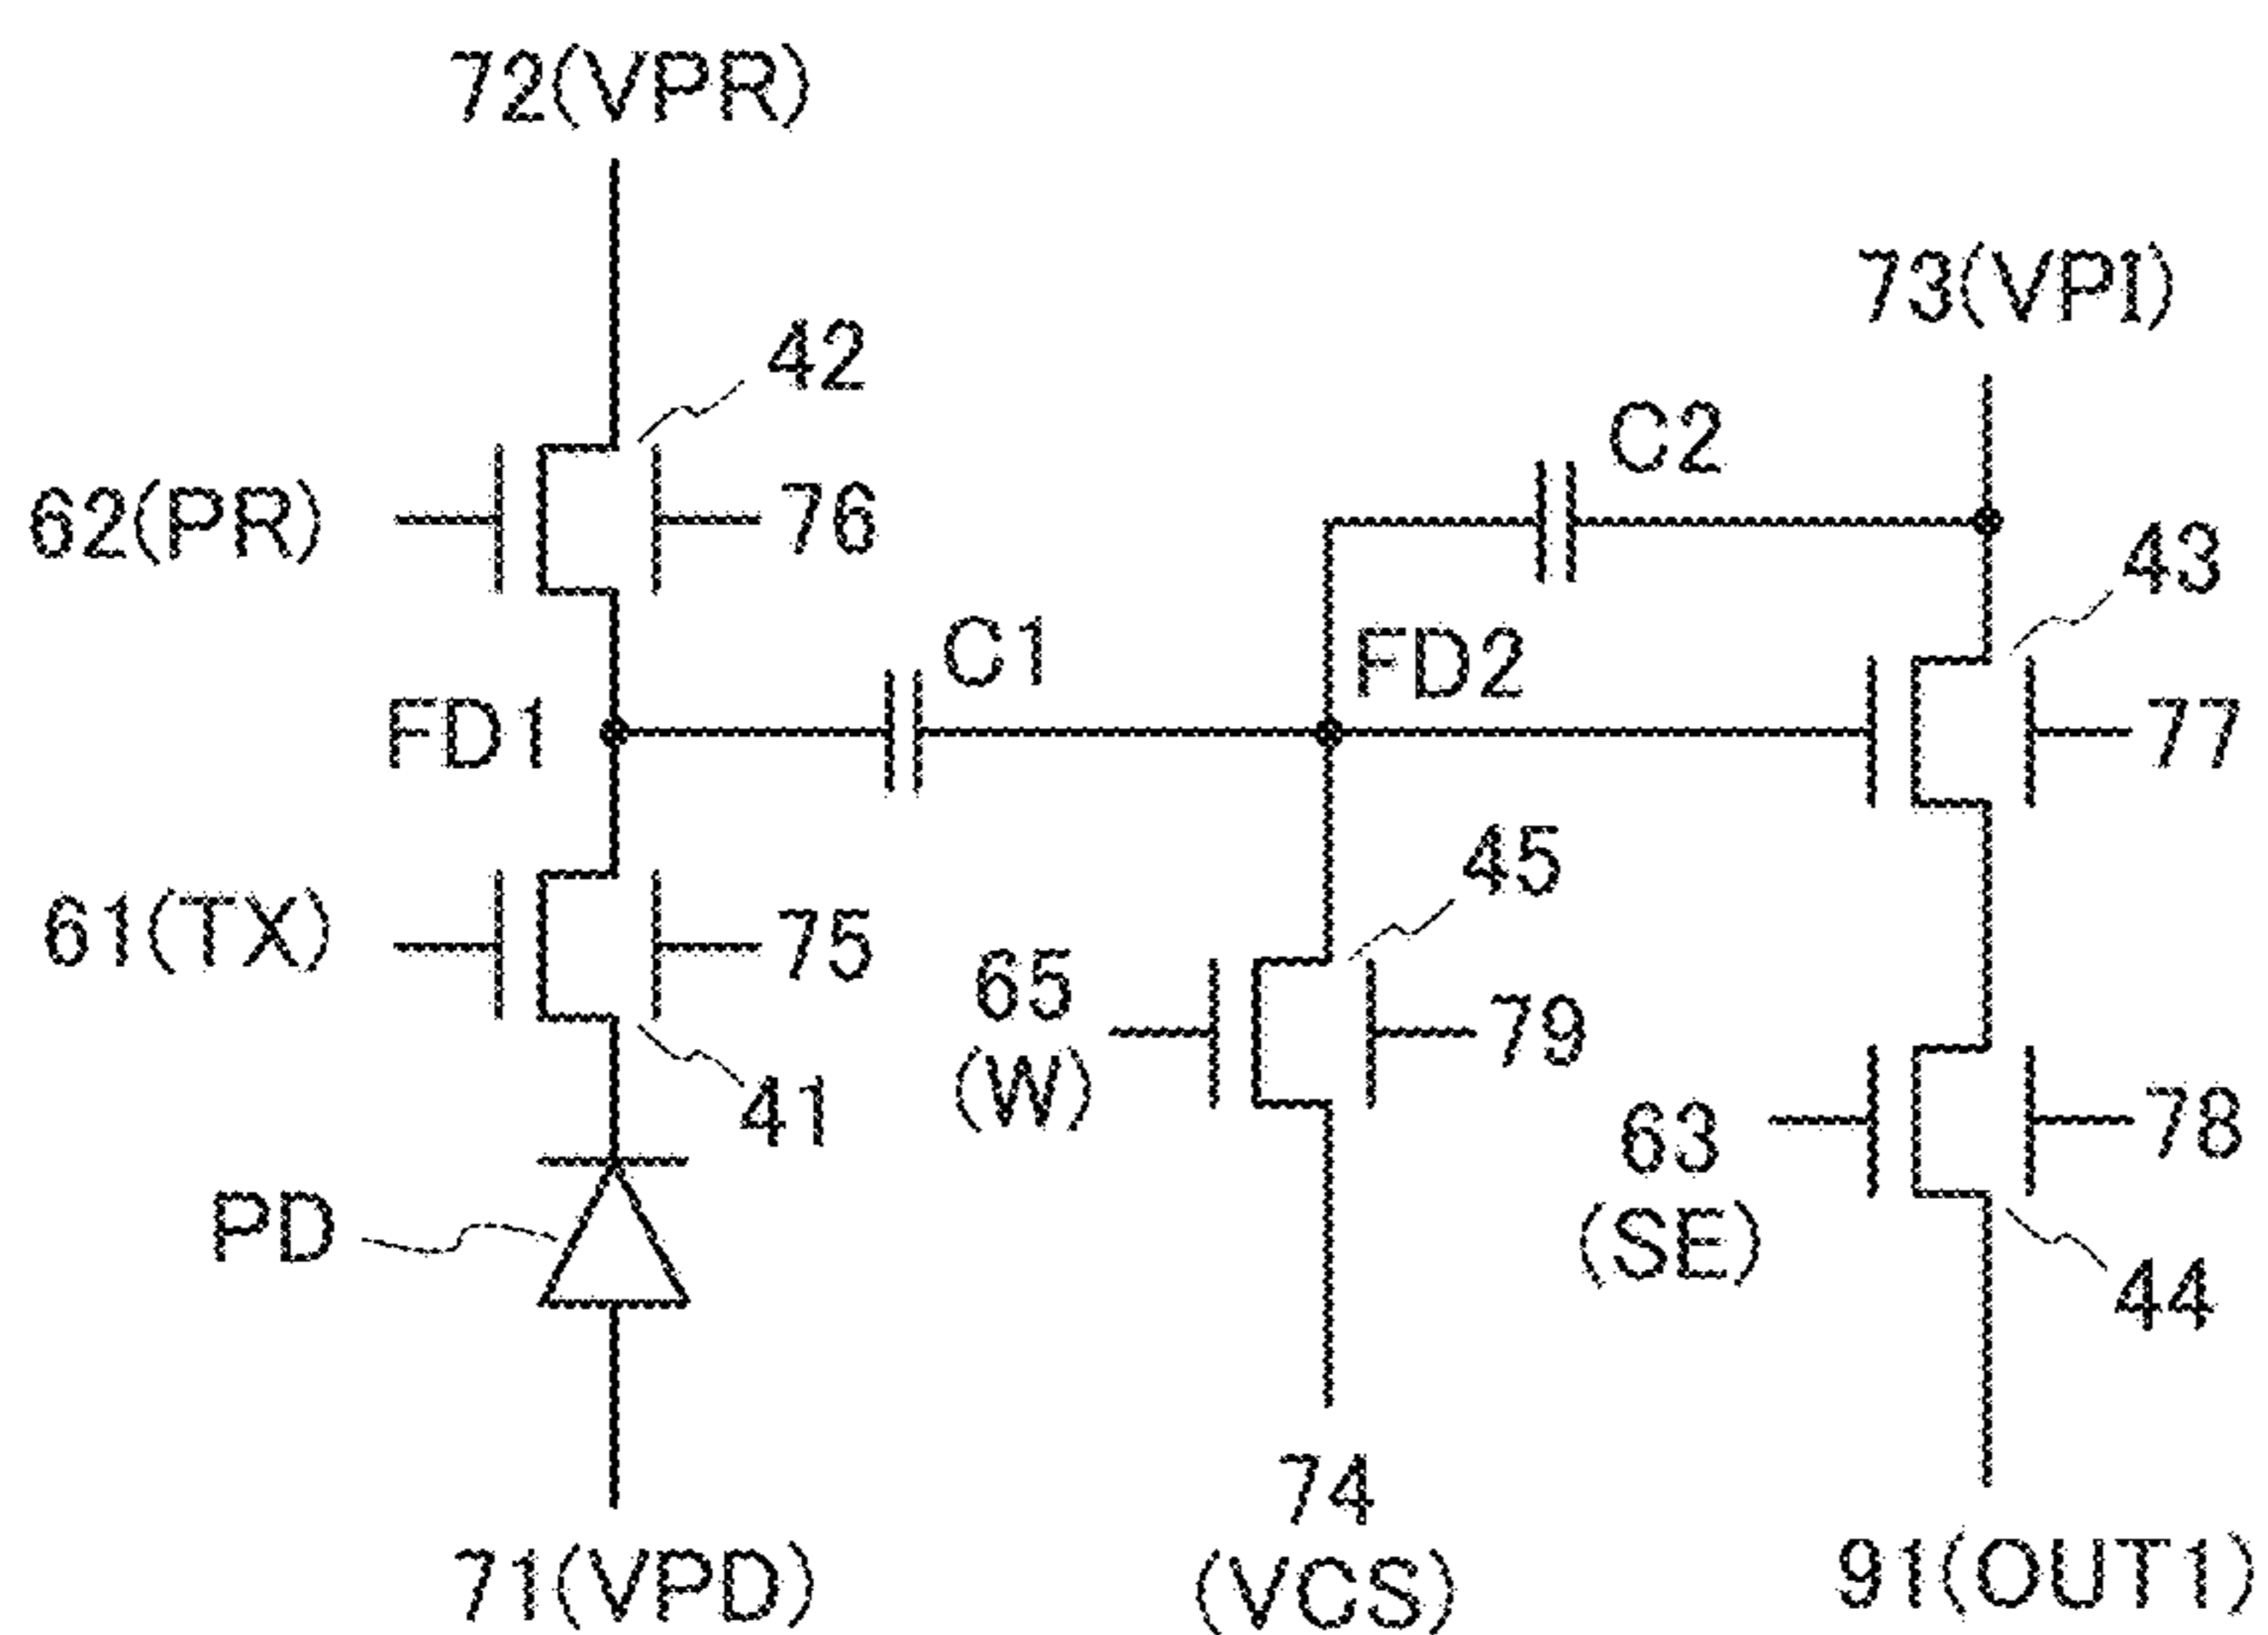 72(VPR)
73(VPI)
42
C2
62(PR)
76
43
C1
FD2
FD1
77
45
61(TX)
75
65
(W)
79
41
63
(SE)
78
PD
44
74
(VCS)
71(VPD)
91(OUT1)